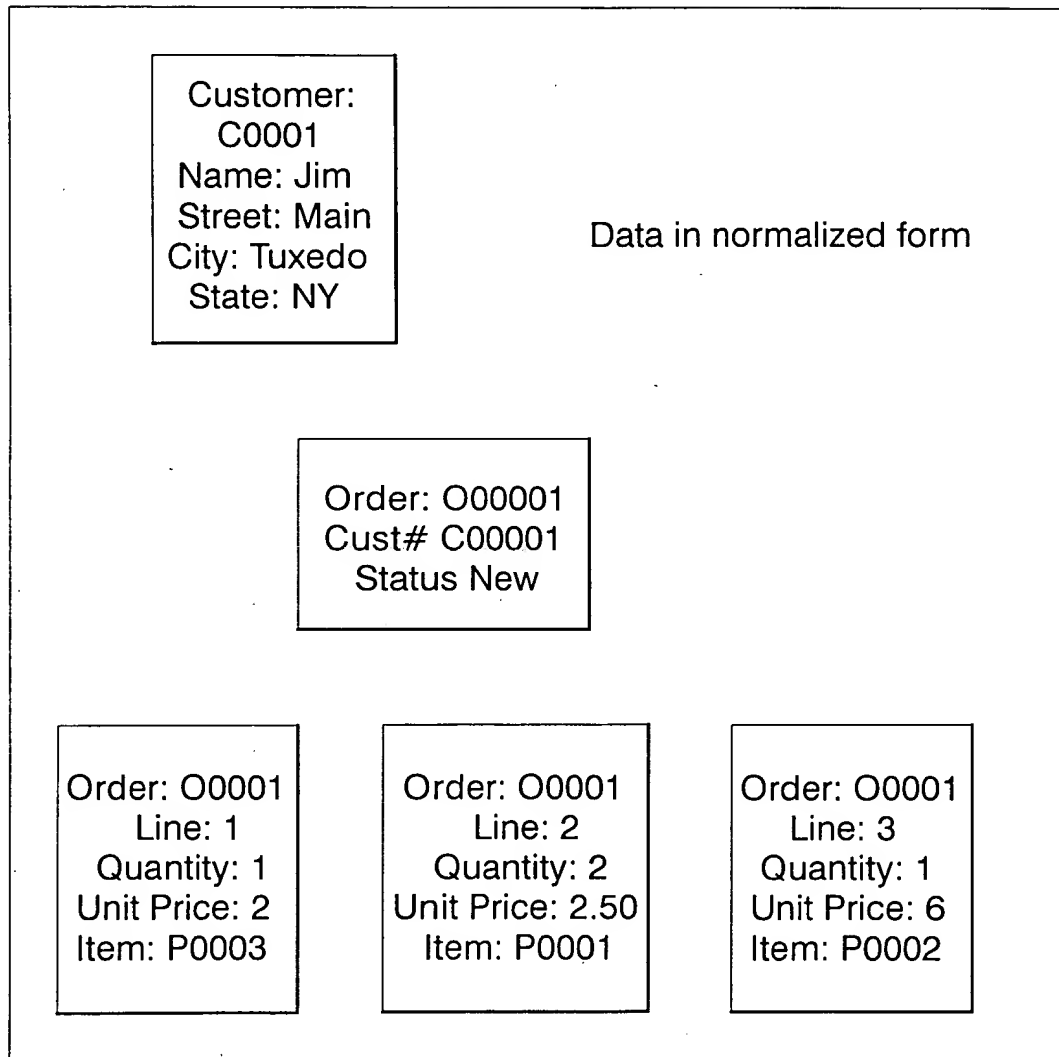 Customer:
C0001
Name: Jim
Street: Main
City: Tuxedo
State: NY
Data in normalized form
Order: O00001
Cust# C00001
Status New
Order: O0001
Line: 1
Quantity: 1
Unit Price: 2
Item: P0003
Order: O0001
Line: 2
Quantity: 2
Unit Price: 2.50
Item: P0001
Order: O0001
Line: 3
Quantity: 1
Unit Price: 6
Item: P0002